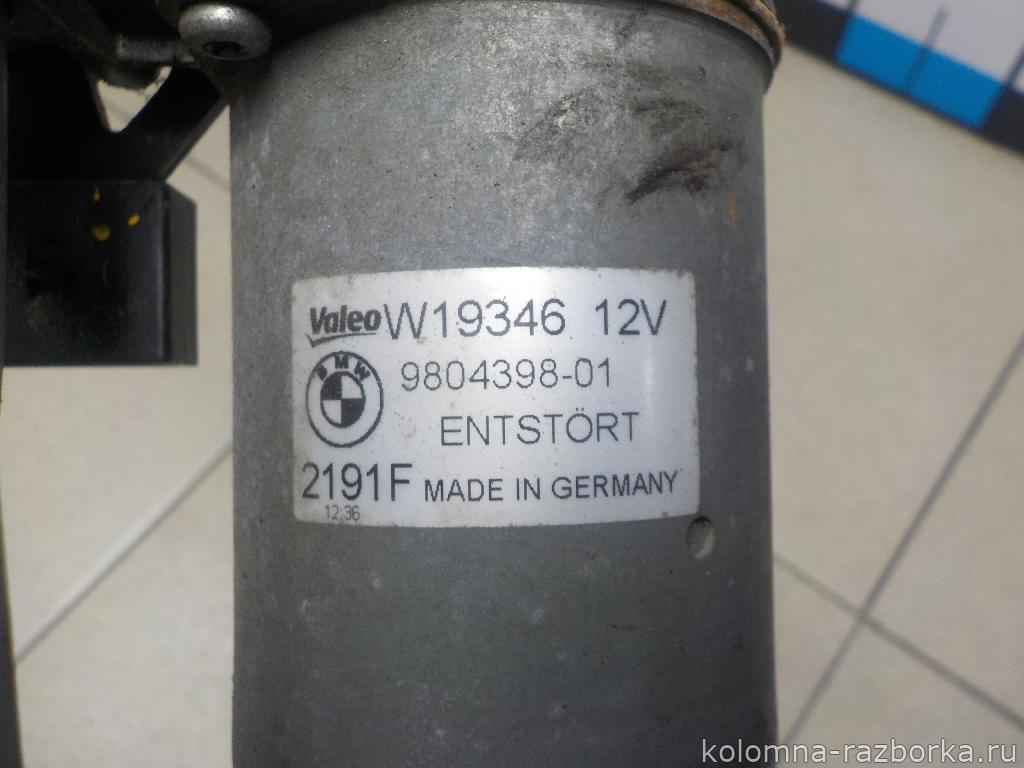 Valeo W19346 12V
BMW
9804398-01
ENTSTÖRT
2191F MADE IN GERMANY
12:36
kolomna-razborka.ru